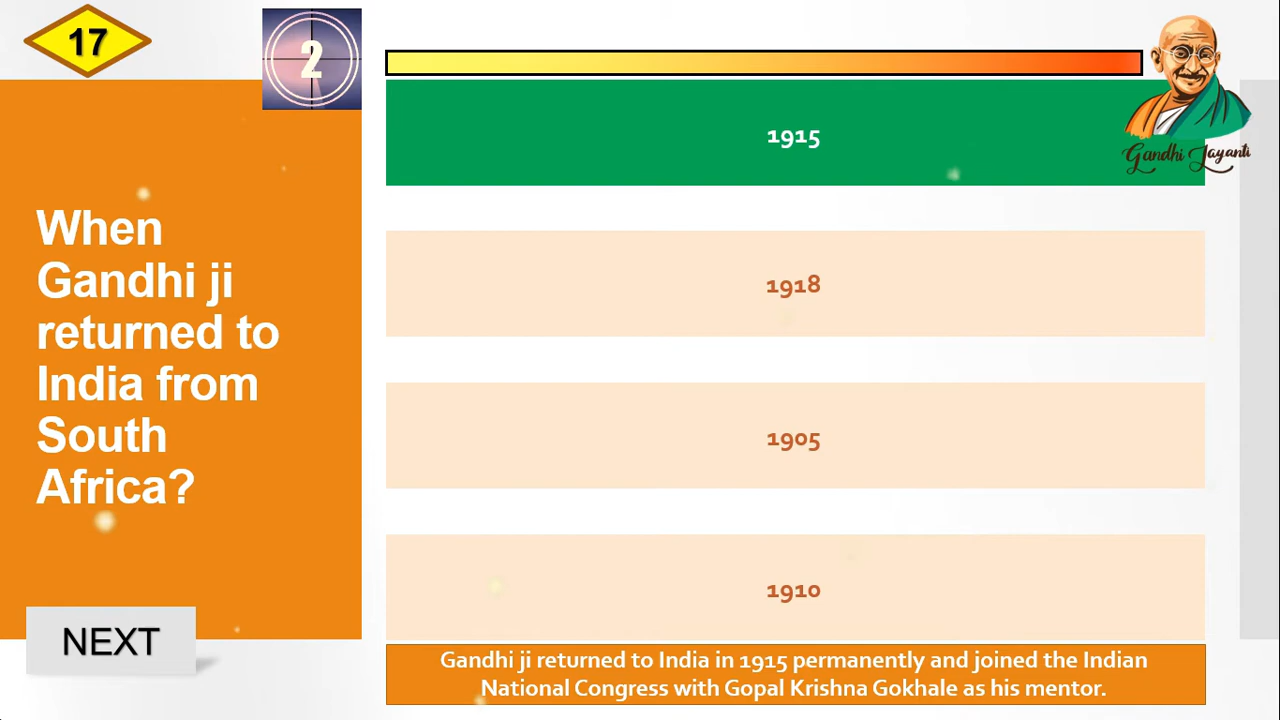 17
2
When
Gandhi ji
returned to
India from
South
Africa?
NEXT
1915
1918
1905
1910
Gandhi Jayanti
Gandhi ji returned to India in 1915 permanently and joined the Indian
National Congress with Gopal Krishna Gokhale as his mentor.